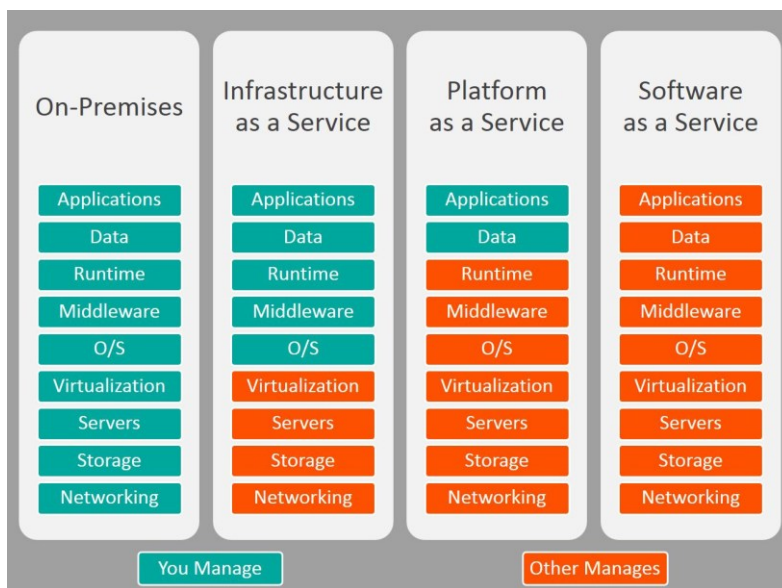 On-Premises
Applications
Data
Runtime
Middleware
O/S
Virtualization
Servers
Storage
Networking
Infrastructure
as a Service
Applications
Data
Runtime
Middleware
O/S
Virtualization
Servers
Storage
Networking
Platform
as a Service
Applications
Data
Runtime
Middleware
O/S
Virtualization
Servers
Storage
Networking
Software
as a Service
Applications
Data
Runtime
Middleware
O/S
Virtualization
Servers
Storage
Networking
You Manage
Other Manages